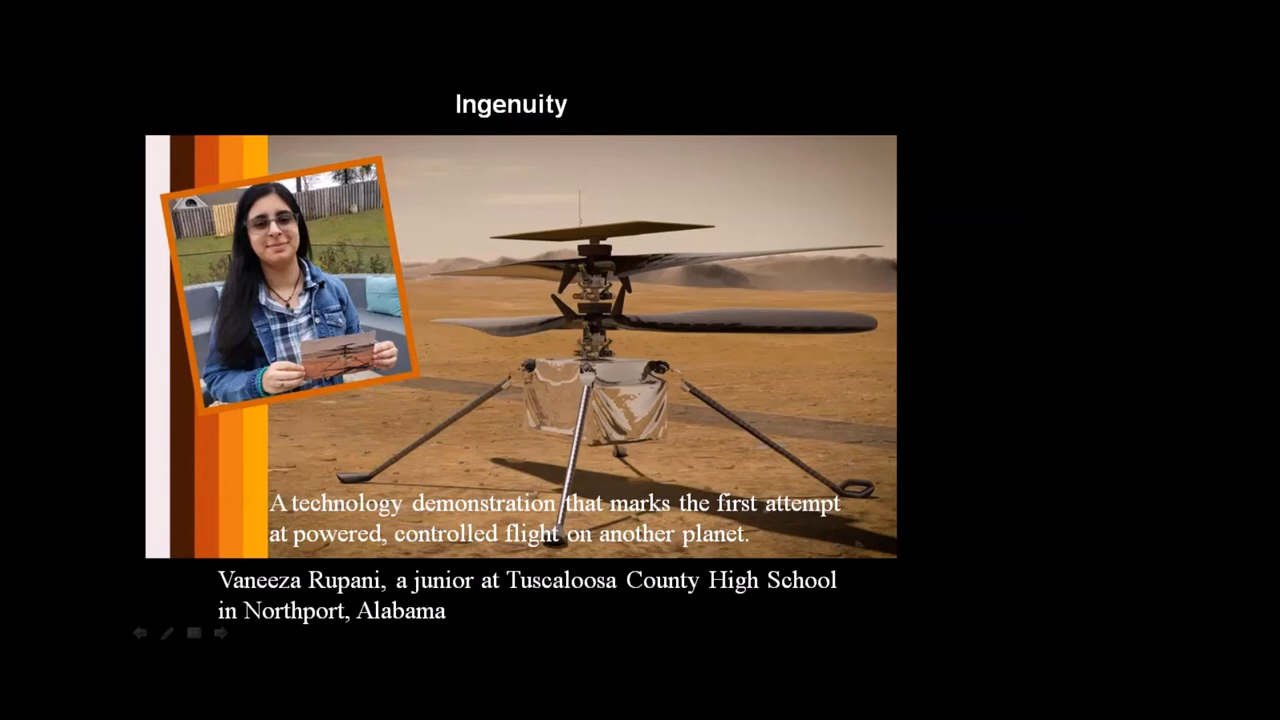 Ingenuity
A technology demonstration that marks the first attempt
at powered, controlled flight on another planet.
Vaneeza Rupani, a junior at Tuscaloosa County High School
in Northport, Alabama